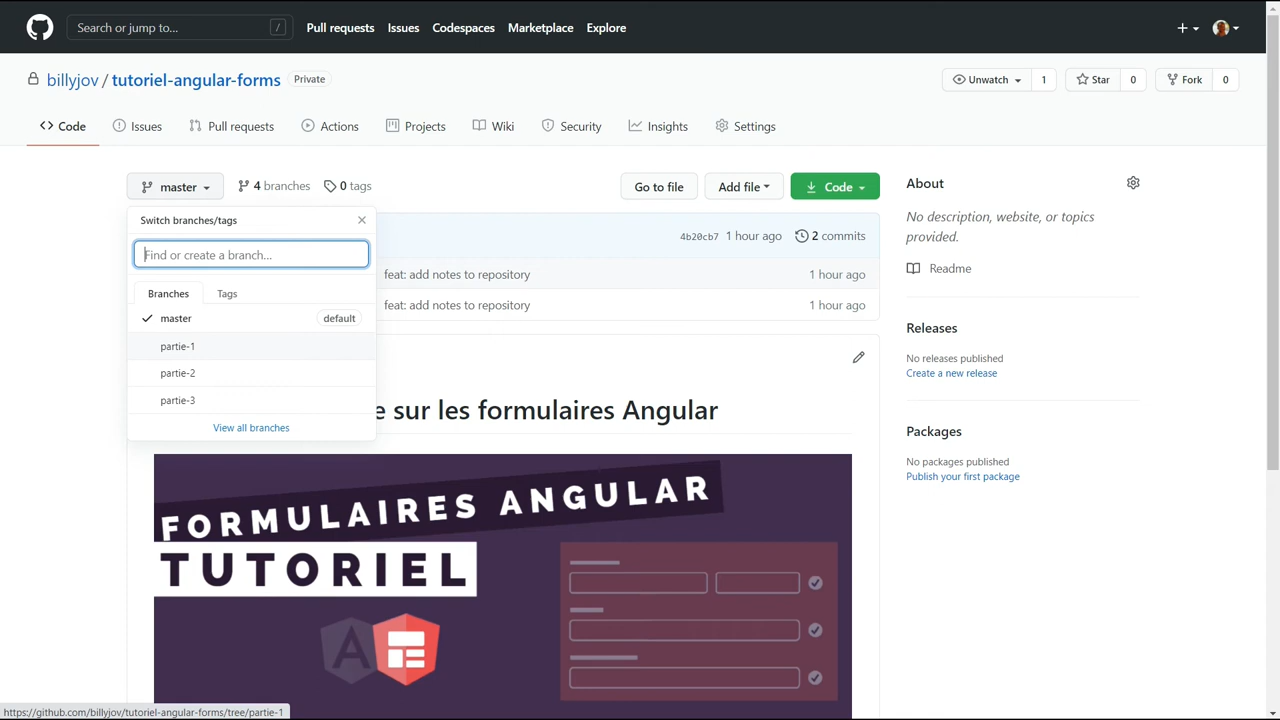 Search or jump to... /
Pull requests Issues Codespaces Marketplace Explore
billyjov / tutoriel-angular-forms Private
Unwatch 1 Star 0 Fork 0
Code Issues Pull requests Actions Projects Wiki Security Insights Settings
master 4 branches 0 tags Go to file Add file Code
Switch branches/tags
Find or create a branch...
Branches Tags
master default
partie-1
partie-2
partie-3
View all branches
4b20cb7 1 hour ago 2 commits
feat: add notes to repository 1 hour ago
feat: add notes to repository 1 hour ago
sur les formulaires Angular
FORMULAIRES ANGULAR
TUTORIEL
About
No description, website, or topics
provided.
Readme
Releases
No releases published
Create a new release
Packages
No packages published
Publish your first package
https://github.com/billyjov/tutoriel-angular-forms/tree/partie-1